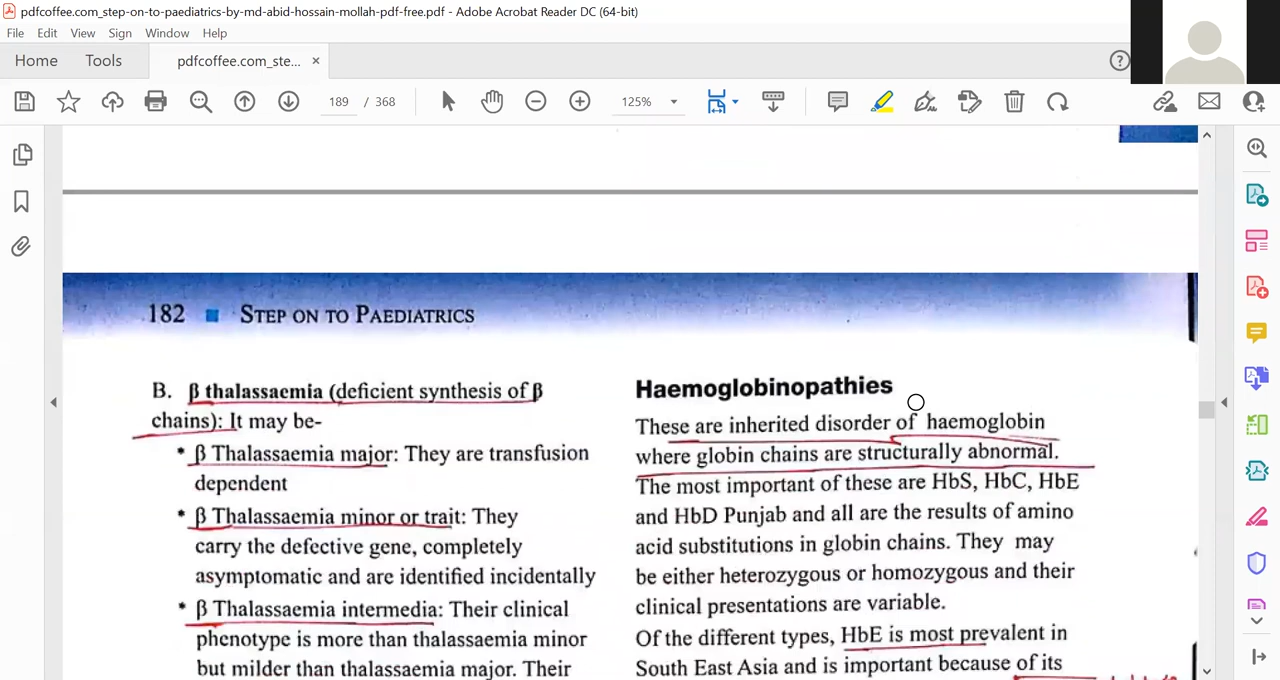 pdfcoffee.com_step-on-to-paediatrics-by-md-abid-hossain-mollah-pdf-free.pdf - Adobe Acrobat Reader DC (64-bit)
File Edit View Sign Window Help
Home Tools pdfcoffee.com_ste... ×
189 / 368 125%
182 ■ STEP ON TO PAEDIATRICS
B. β thalassaemia (deficient synthesis of β
chains): It may be-
* β Thalassaemia major: They are transfusion
dependent
* β Thalassaemia minor or trait: They
carry the defective gene, completely
asymptomatic and are identified incidentally
* β Thalassaemia intermedia: Their clinical
phenotype is more than thalassaemia minor
but milder than thalassaemia major. Their
Haemoglobinopathies
These are inherited disorder of haemoglobin
where globin chains are structurally abnormal.
The most important of these are HbS, HbC, HbE
and HbD Punjab and all are the results of amino
acid substitutions in globin chains. They may
be either heterozygous or homozygous and their
clinical presentations are variable.
Of the different types, HbE is most prevalent in
South East Asia and is important because of its